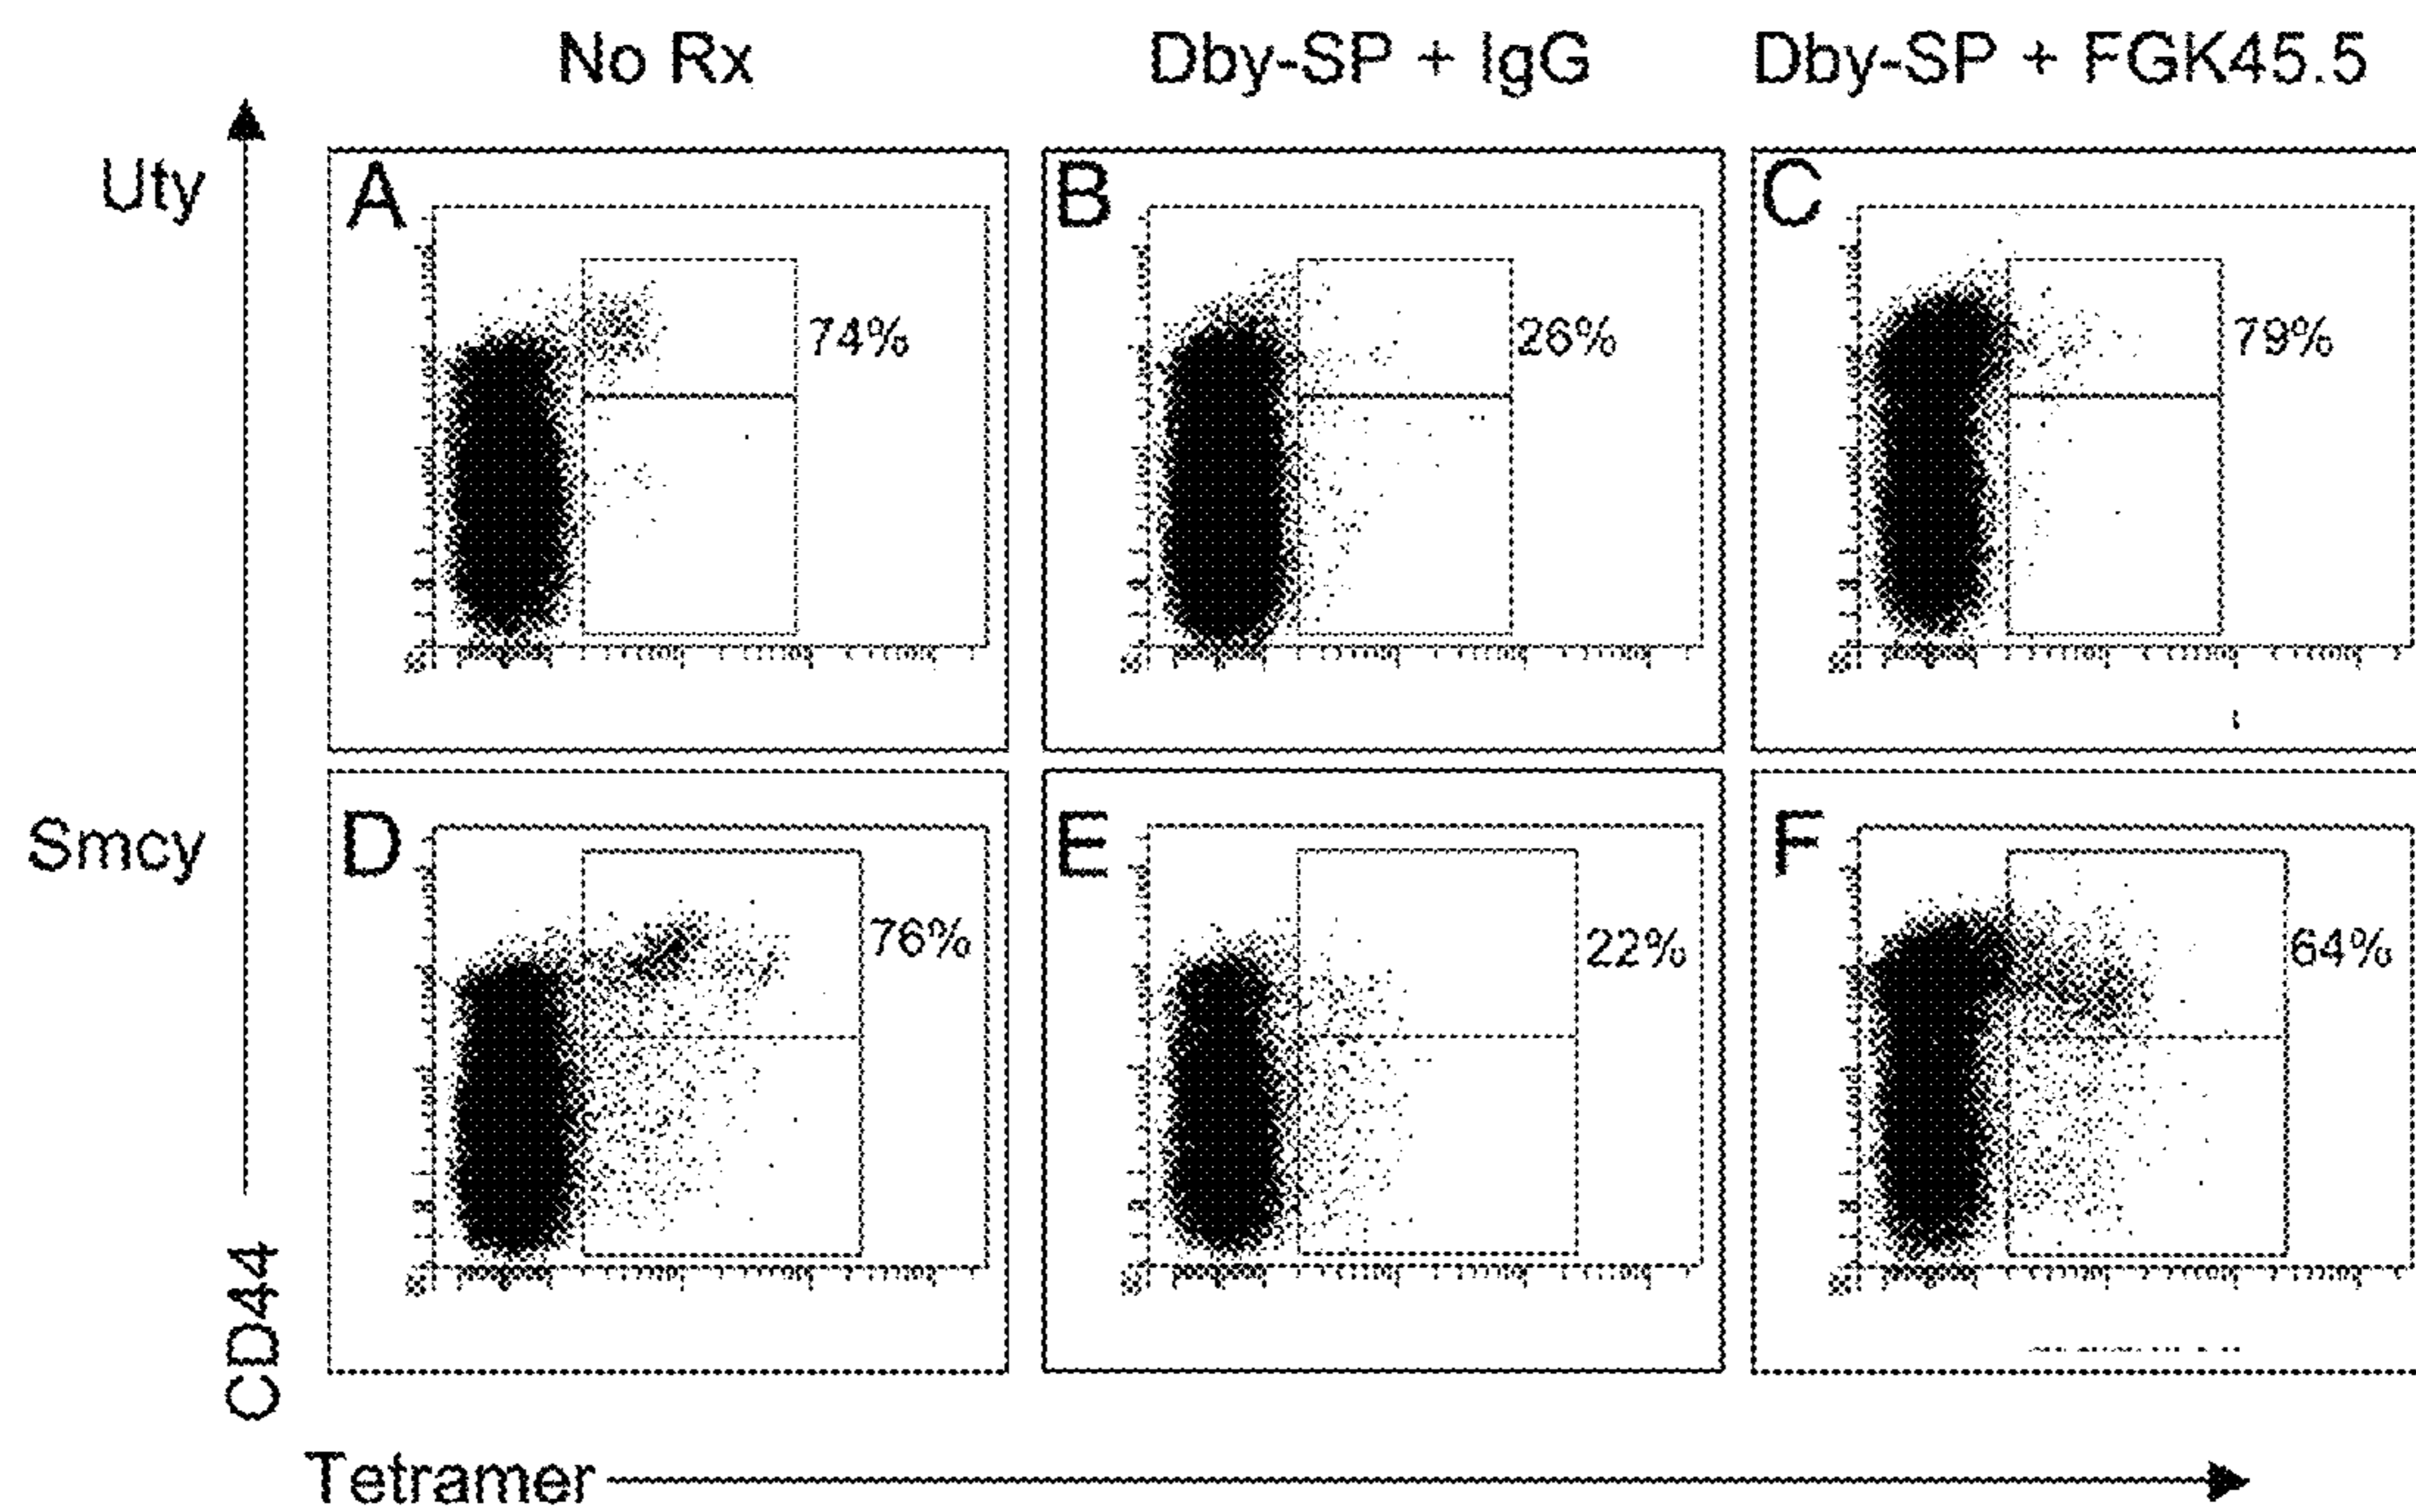 No Rx
Dby-SP + IgG
Dby-SP + FGK45.5
Uty
A
74%
B
26%
C
79%
Smcy
D
76%
E
22%
F
64%
CD44
Tetramer